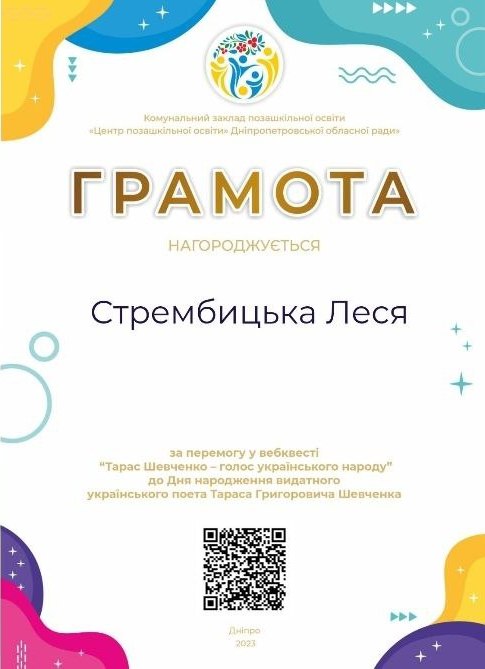 Комунальний заклад позашкільної освіти
«Центр позашкільної освіти» Дніпропетровської обласної ради»
ГРАМОТА
НАГОРОДЖУЄТЬСЯ
Стрембицька Леся
за перемогу у вебквесті
“Тарас Шевченко – голос українського народу”
до Дня народження видатного
українського поета Тараса Григоровича Шевченка
Дніпро
2023